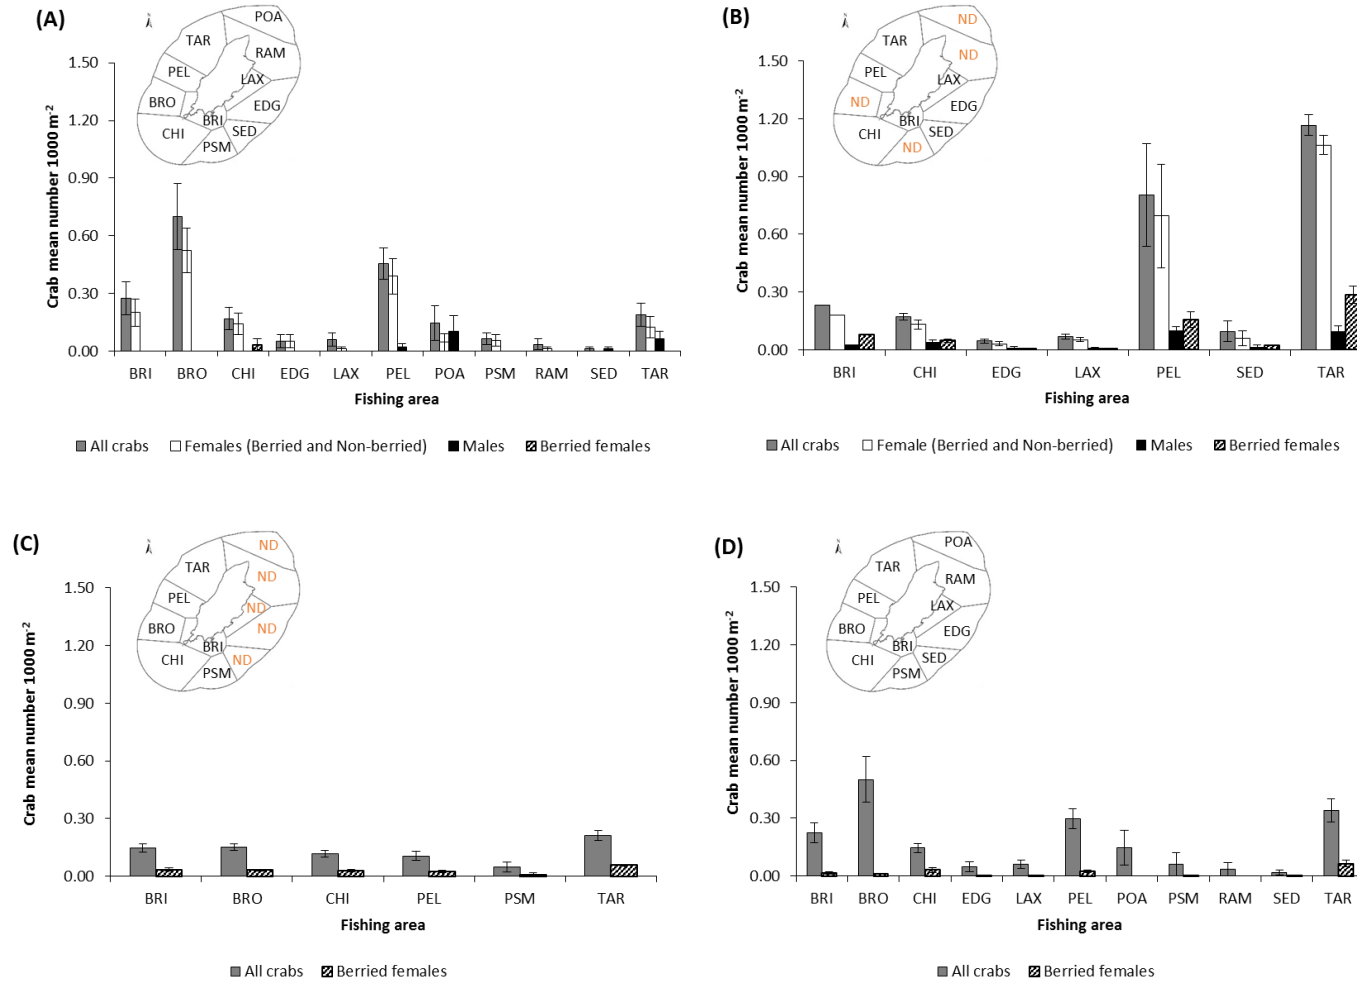 (A)
POA
TAR
RAM
PEL
LAX
BRO
EDG
BRI
CHI
SED
PSM
Crab mean number 1000 m-2
1.50
1.20
0.90
0.60
0.30
0.00
BRI BRO CHI EDG LAX PEL POA PSM RAM SED TAR
Fishing area
All crabs Females (Berried and Non-berried) Males Berried females
(B)
ND
TAR
ND
PEL
LAX
ND
EDG
BRI
CHI
SED
ND
Crab mean number 1000 m-2
1.50
1.20
0.90
0.60
0.30
0.00
BRI CHI EDG LAX PEL SED TAR
Fishing area
All crabs Female (Berried and Non-berried) Males Berried females
(C)
ND
TAR
ND
PEL
ND
BRO
ND
BRI
CHI
ND
PSM
Crab mean number 1000 m-2
1.50
1.20
0.90
0.60
0.30
0.00
BRI BRO CHI PEL PSM TAR
Fishing area
All crabs Berried females
(D)
POA
TAR
RAM
PEL
LAX
BRO
EDG
BRI
CHI
SED
PSM
Crab mean number 1000 m-2
1.50
1.20
0.90
0.60
0.30
0.00
BRI BRO CHI EDG LAX PEL POA PSM RAM SED TAR
Fishing area
All crabs Berried females